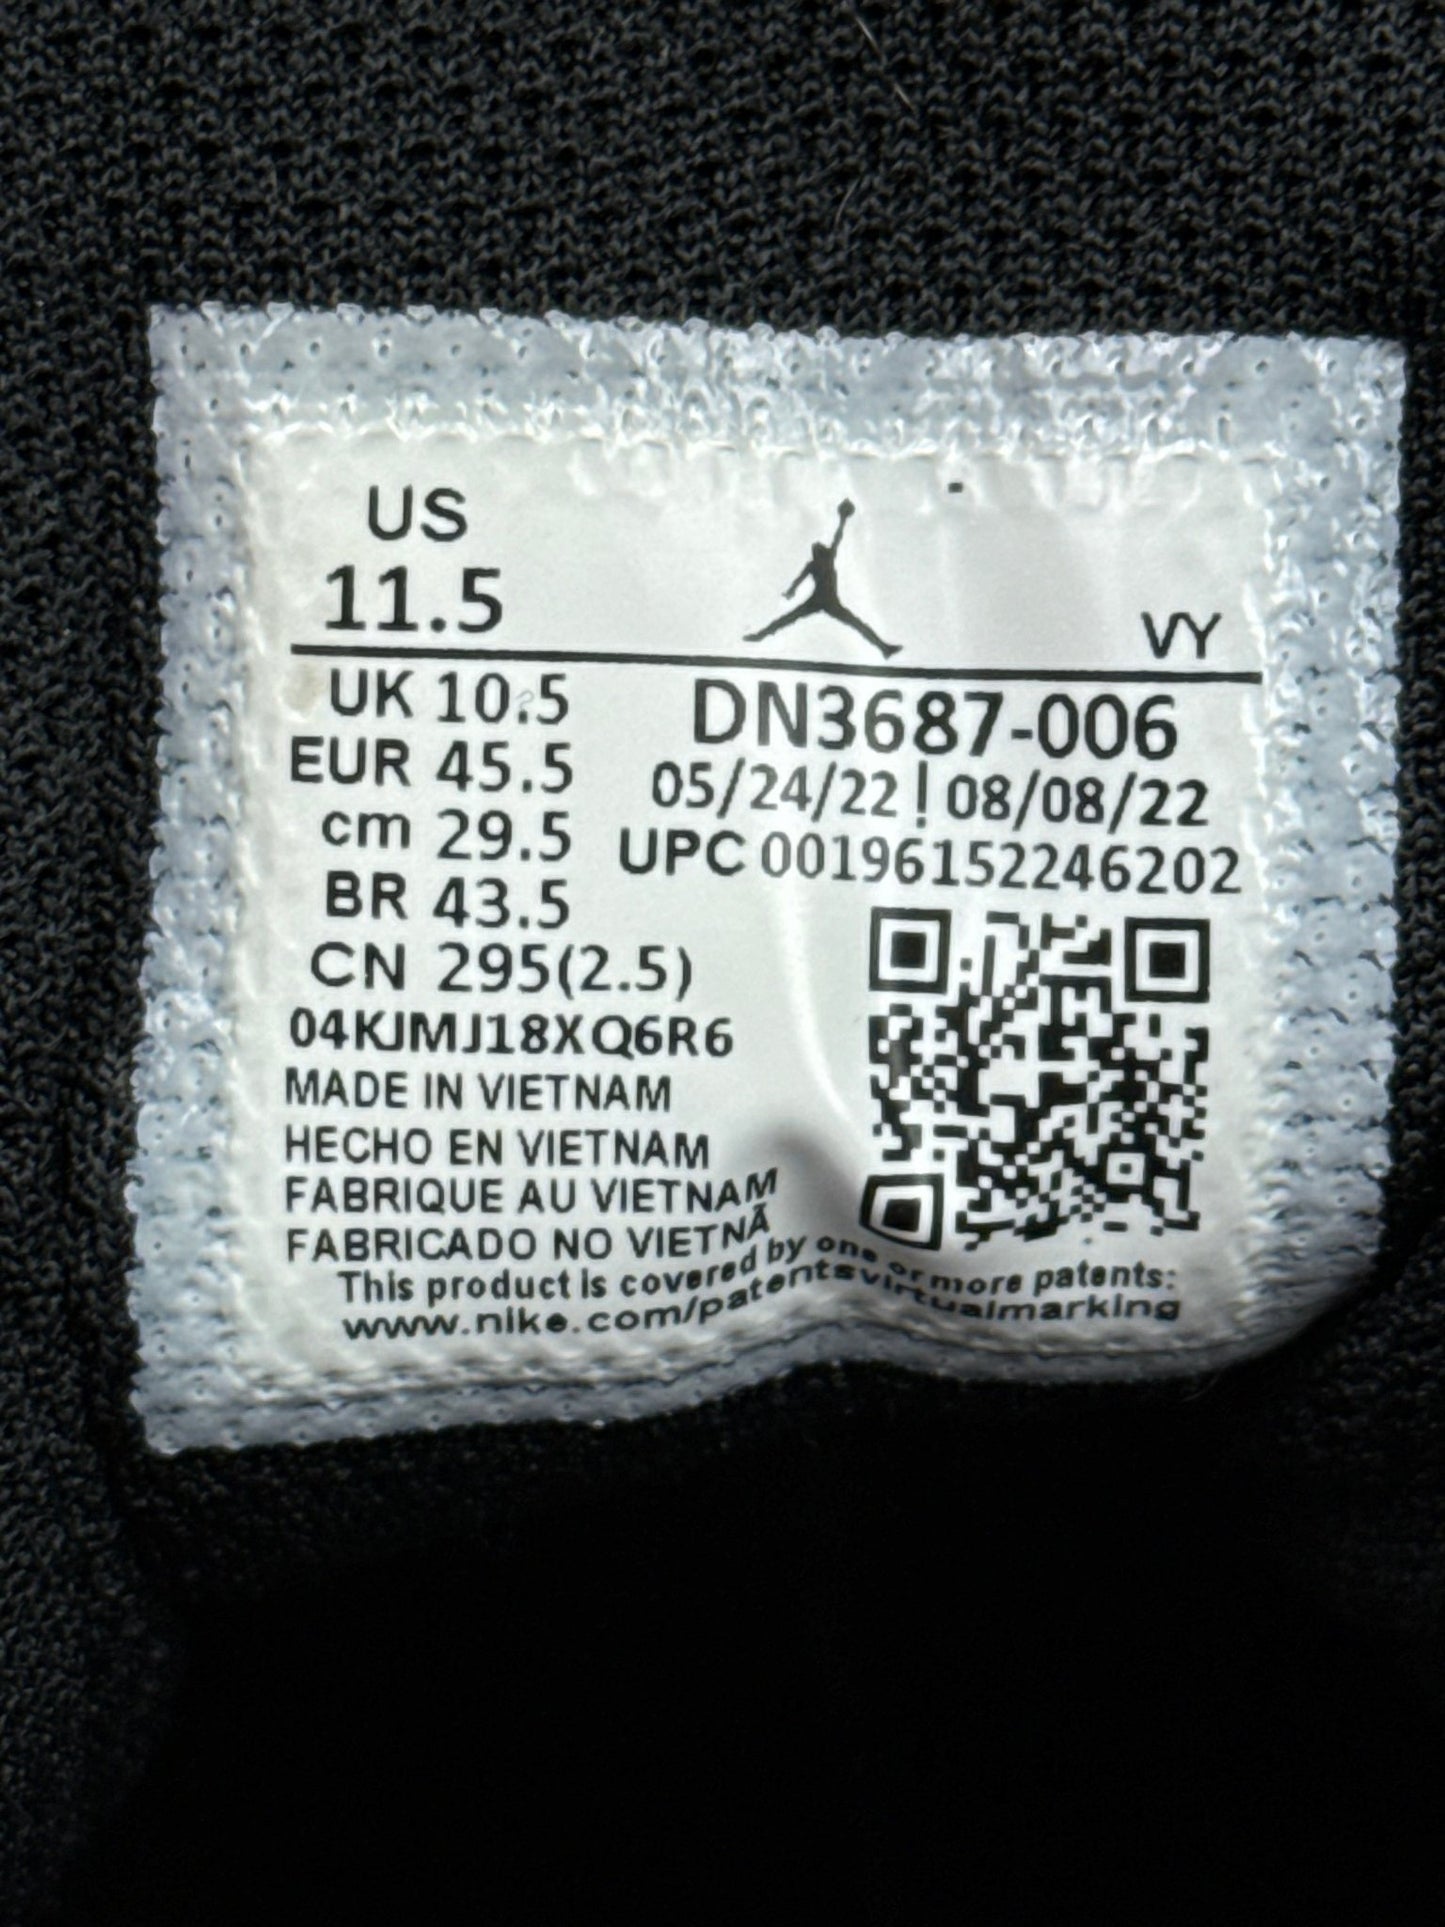 US
11.5
VY
UK 10.5
EUR 45.5
cm 29.5
BR 43.5
CN 295(2.5)
DN3687-006
05/24/22 | 08/08/22
UPC 00196152246202
04KJMJ18XQ6R6
MADE IN VIETNAM
HECHO EN VIETNAM
FABRIQUE AU VIETNAM
FABRICADO NO VIETNÃ
This product is covered by one or more patents:
www.nike.com/patentsvirtualmarking